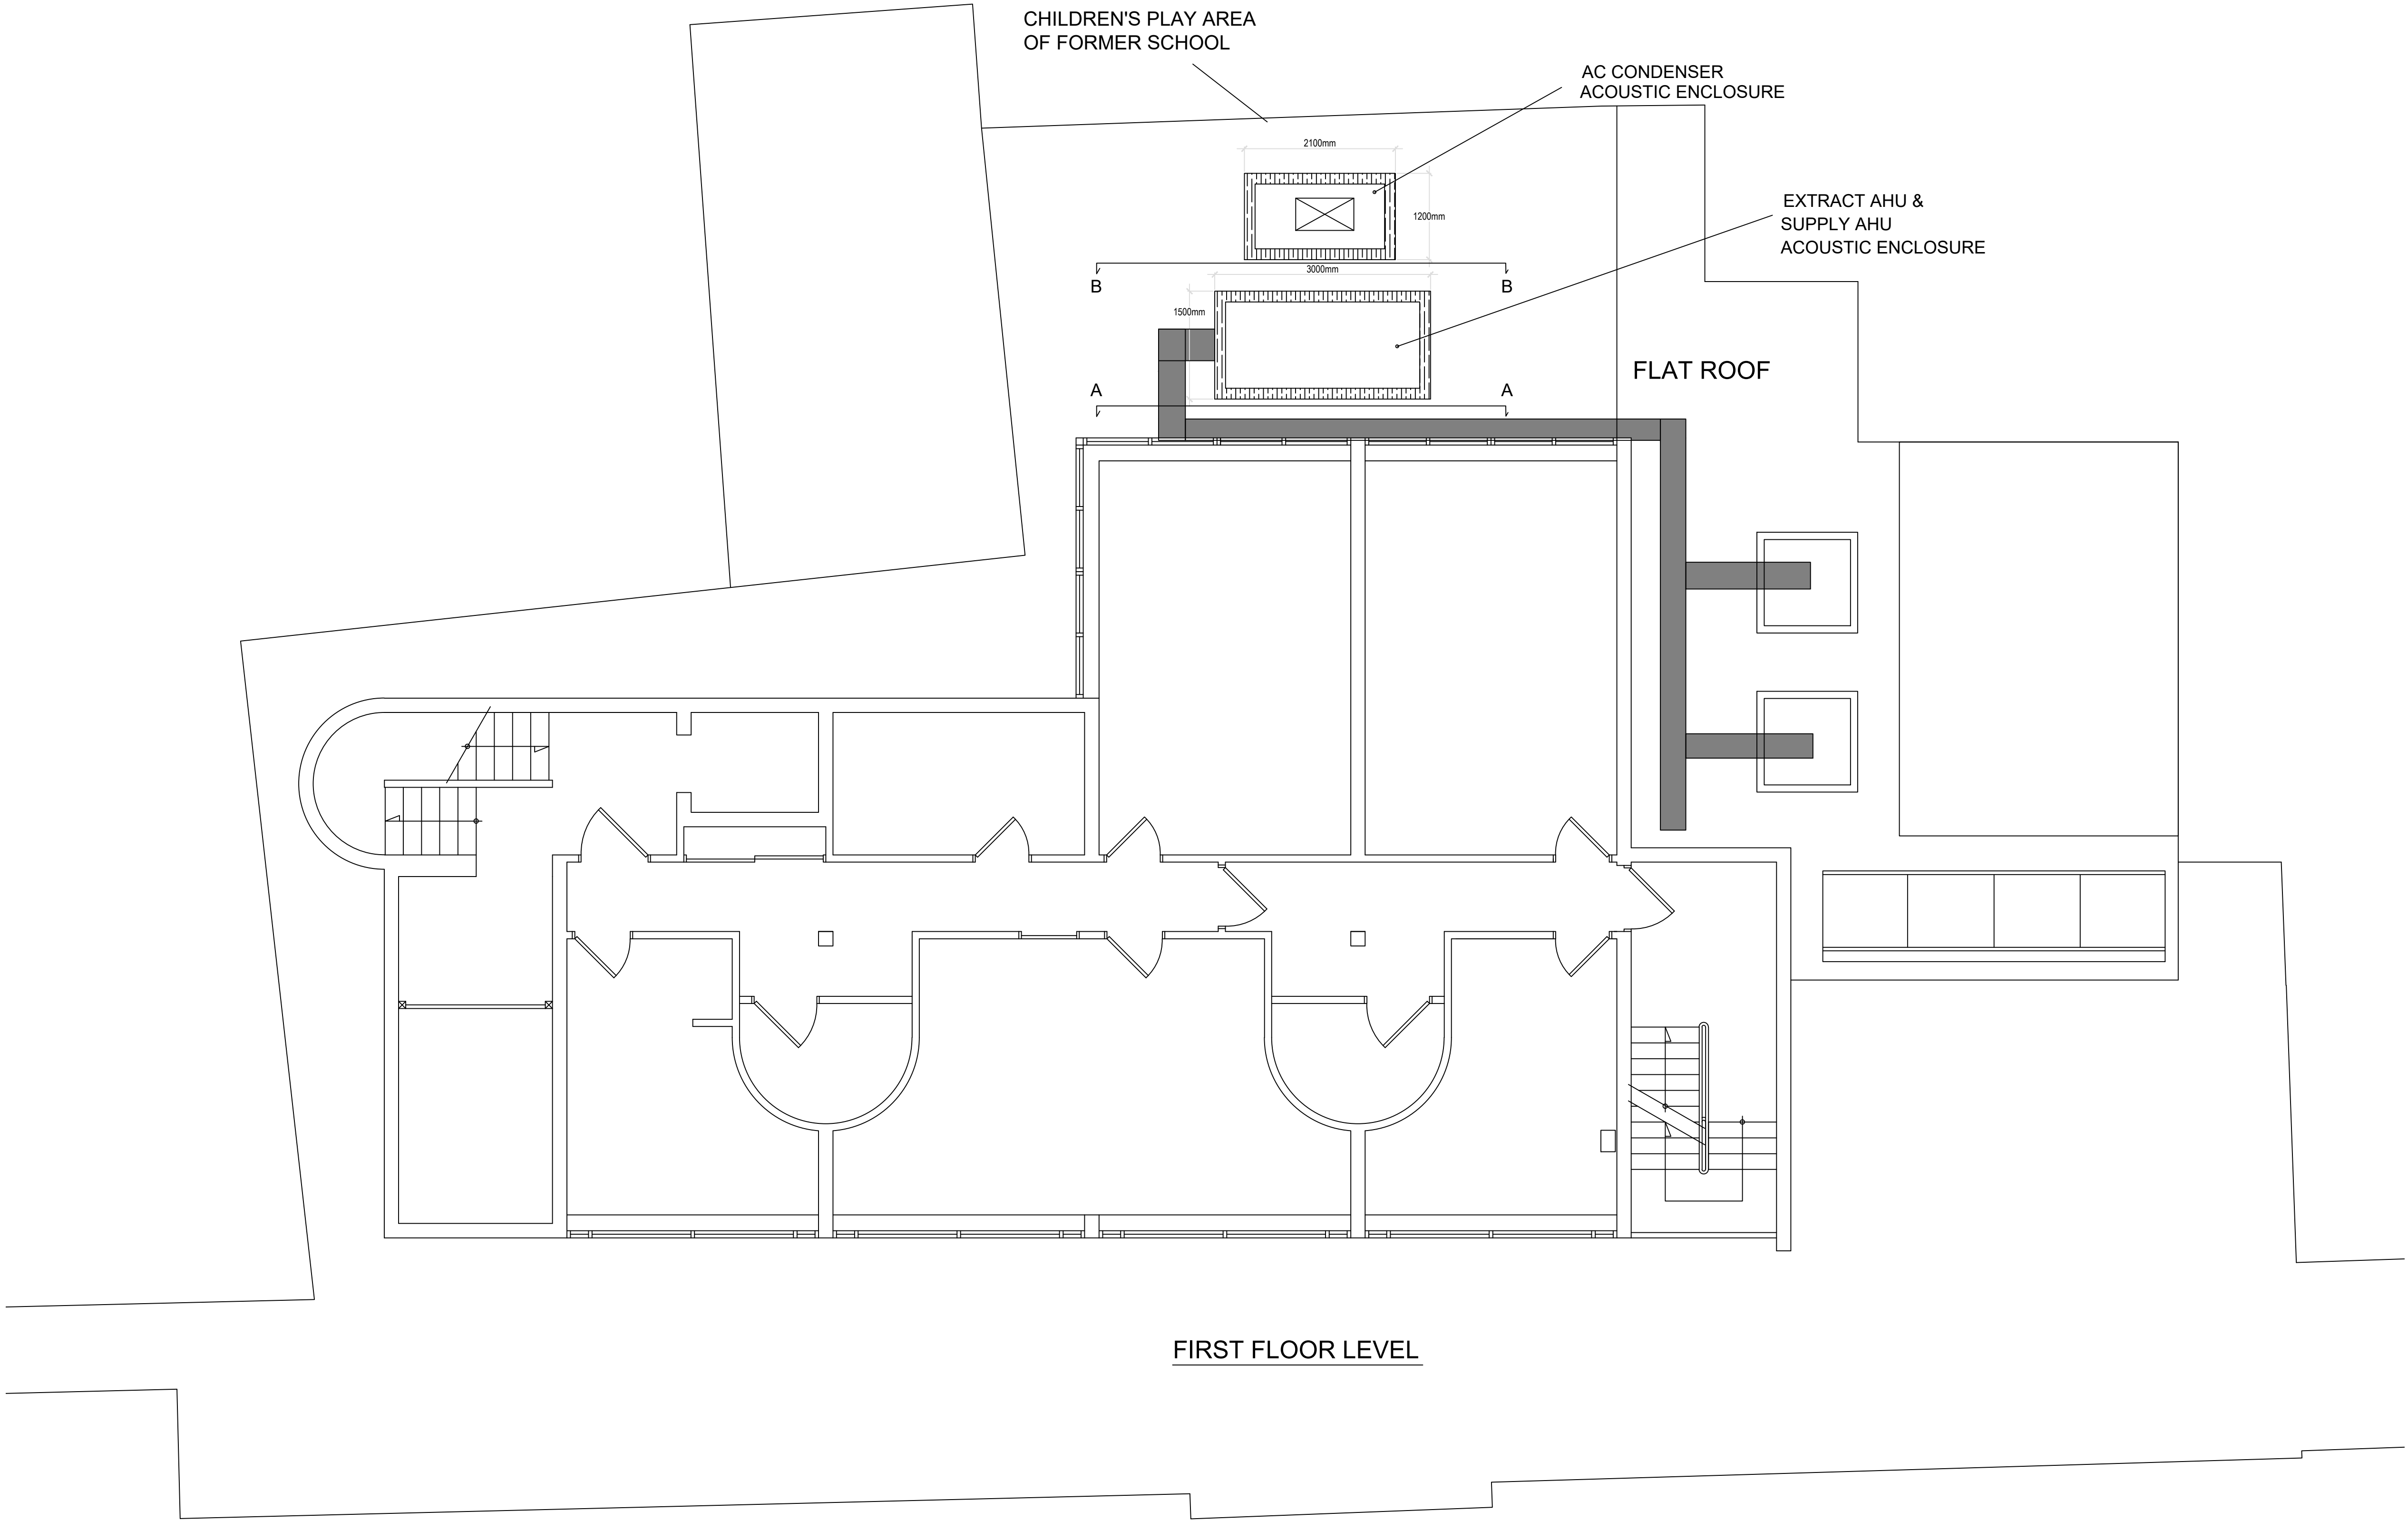 CHILDREN'S PLAY AREA
OF FORMER SCHOOL
AC CONDENSER
ACOUSTIC ENCLOSURE
2100mm
1200mm
EXTRACT AHU &
SUPPLY AHU
ACOUSTIC ENCLOSURE
3000mm
B
B
1500mm
FLAT ROOF
A
A
FIRST FLOOR LEVEL